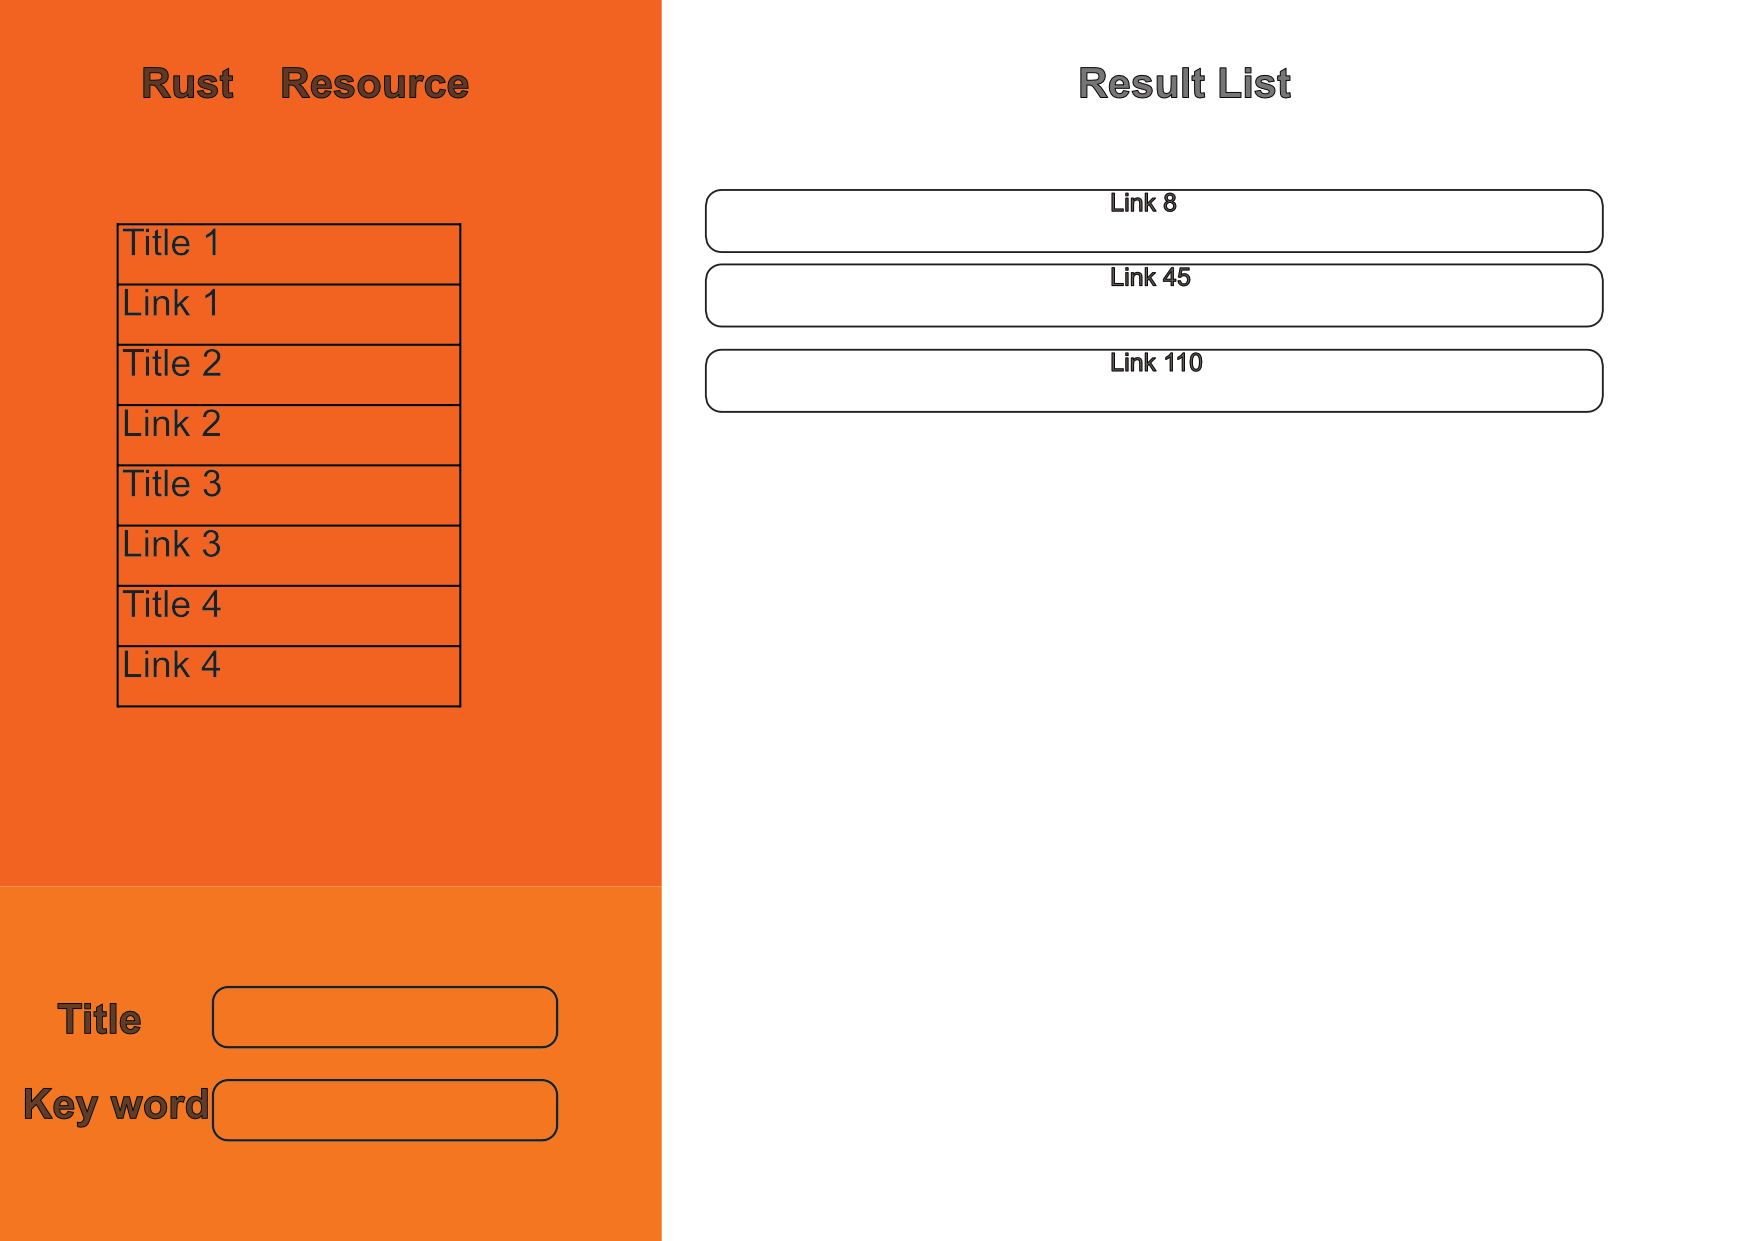 Rust Resource
Title 1
Link 1
Title 2
Link 2
Title 3
Link 3
Title 4
Link 4
Title
Key word
Result List
Link 8
Link 45
Link 110